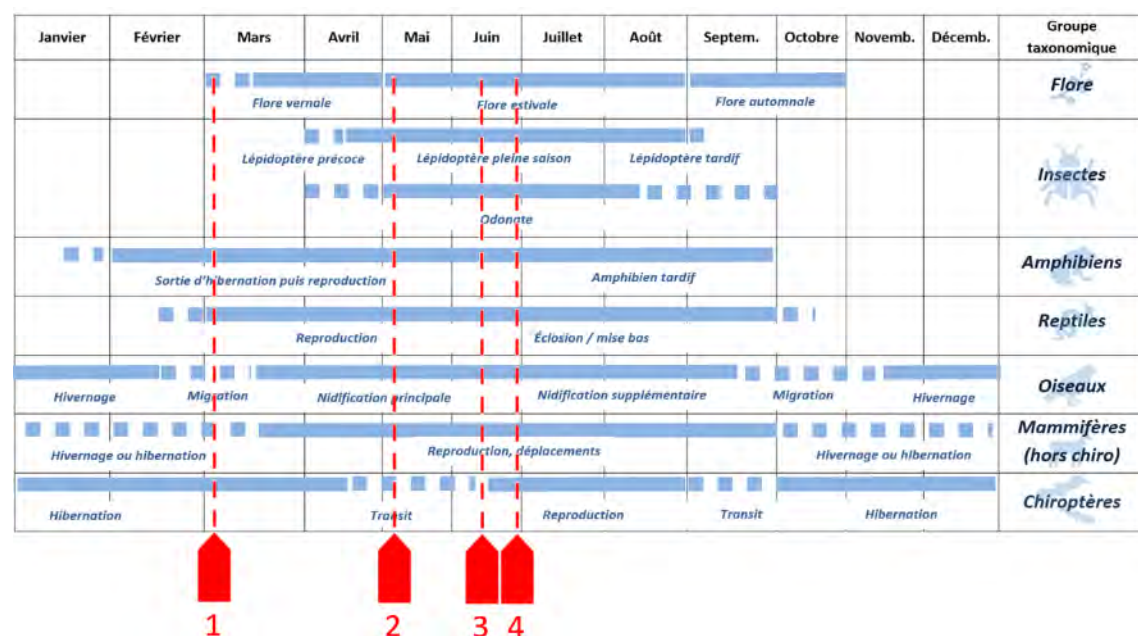 Janvier Février Mars Avril Mai Juin Juillet Août Septem. Octobre Novemb. Décemb. Groupe taxonomique
Flore vernale Flore estivale Flore automnale Flore
Lépidoptère précoce Lépidoptère pleine saison Lépidoptère tardif
Insectes
Odonate
Sortie d'hibernation puis reproduction Amphibien tardif Amphibiens
Reproduction Éclosion / mise bas Reptiles
Hivernage Migration Nidification principale Nidification supplémentaire Migration Hivernage Oiseaux
Hivernage ou hibernation Reproduction, déplacements Hivernage ou hibernation Mammifères (hors chiro)
Hibernation Transit Reproduction Transit Hibernation Chiroptères
1 2 3 4